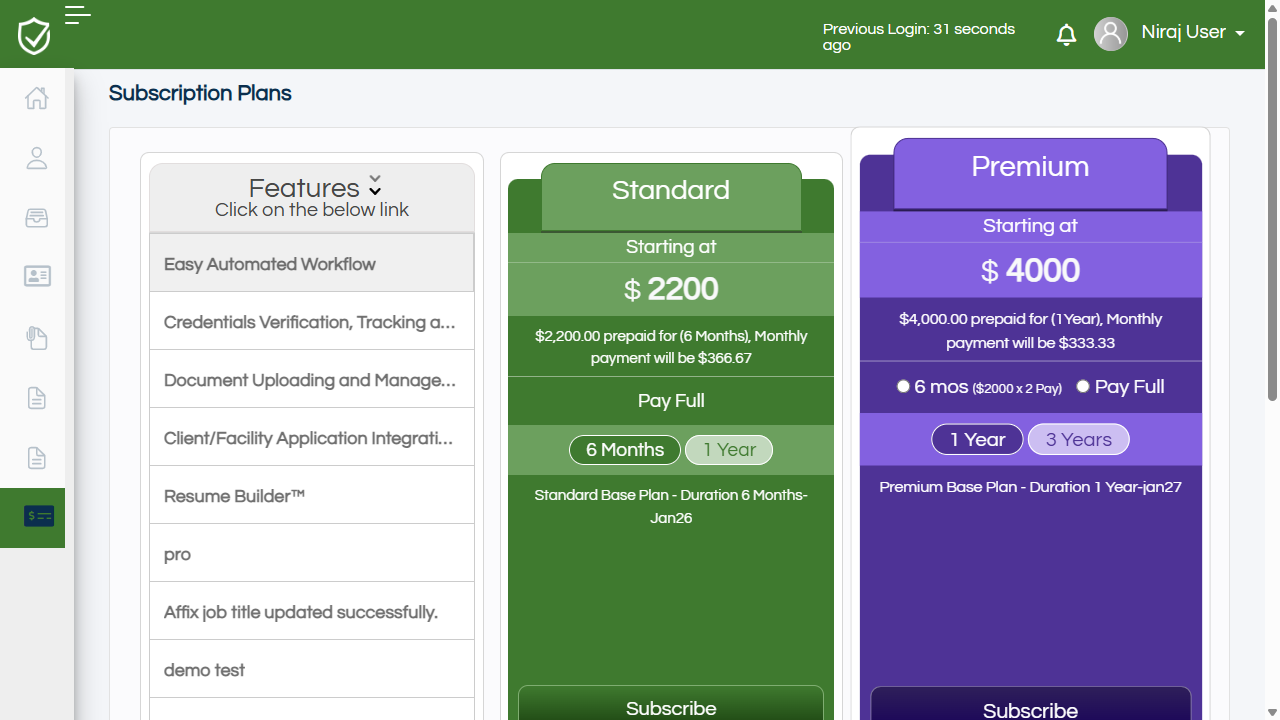 Previous Login: 31 seconds
ago
Niraj User
Subscription Plans
Features
Click on the below link
Easy Automated Workflow
Credentials Verification, Tracking a...
Document Uploading and Manage...
Client/Facility Application Integrati...
Resume Builder™
pro
Affix job title updated successfully.
demo test
Standard
Starting at
$ 2200
$2,200.00 prepaid for (6 Months), Monthly
payment will be $366.67
Pay Full
6 Months 1 Year
Standard Base Plan - Duration 6 Months-
Jan26
Subscribe
Premium
Starting at
$ 4000
$4,000.00 prepaid for (1Year), Monthly
payment will be $333.33
6 mos ($2000 x 2 Pay) Pay Full
1 Year 3 Years
Premium Base Plan - Duration 1 Year-jan27
Subscribe